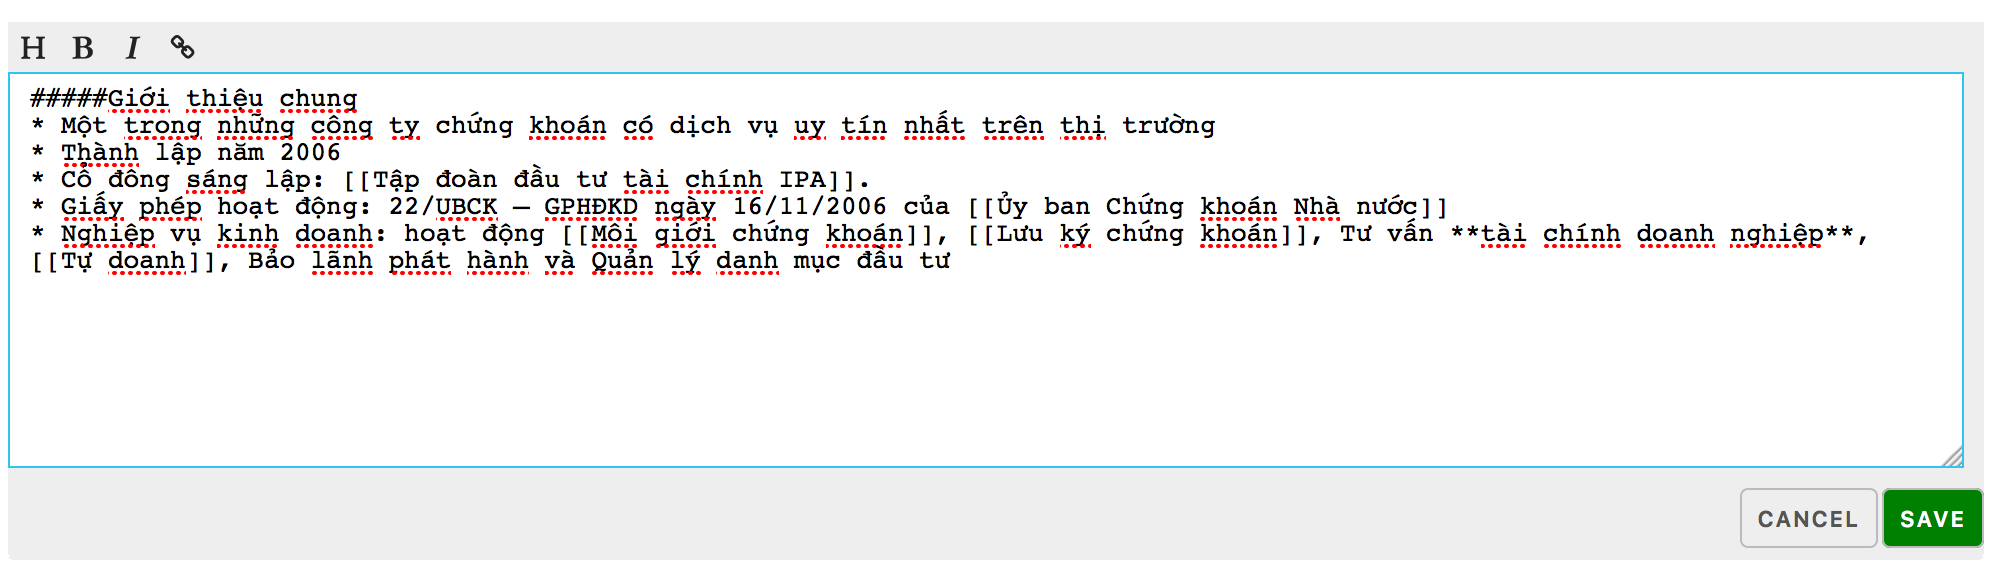 H B I
#####Giới thiệu chung
* Một trong những công ty chứng khoán có dịch vụ uy tín nhất trên thị trường
* Thành lập năm 2006
* Cổ đông sáng lập: [[Tập đoàn đầu tư tài chính IPA]].
* Giấy phép hoạt động: 22/UBCK – GPHĐKD ngày 16/11/2006 của [[Ủy ban Chứng khoán Nhà nước]]
* Nghiệp vụ kinh doanh: hoạt động [[Môi giới chứng khoán]], [[Lưu ký chứng khoán]], Tư vấn **tài chính doanh nghiệp**,
[[Tự doanh]], Bảo lãnh phát hành và Quản lý danh mục đầu tư
CANCEL SAVE